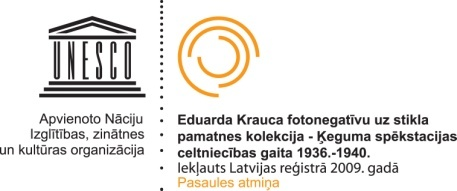 UNESCO
Apvienoto Nāciju
Izglītības, zinātnes
un kultūras organizācija
Eduarda Krauca fotonegatīvu uz stikla
pamatnes kolekcija - Ķeguma spēkstacijas
celtniecības gaita 1936.-1940.
Iekļauts Latvijas reģistrā 2009. gadā
Pasaules atmiņa